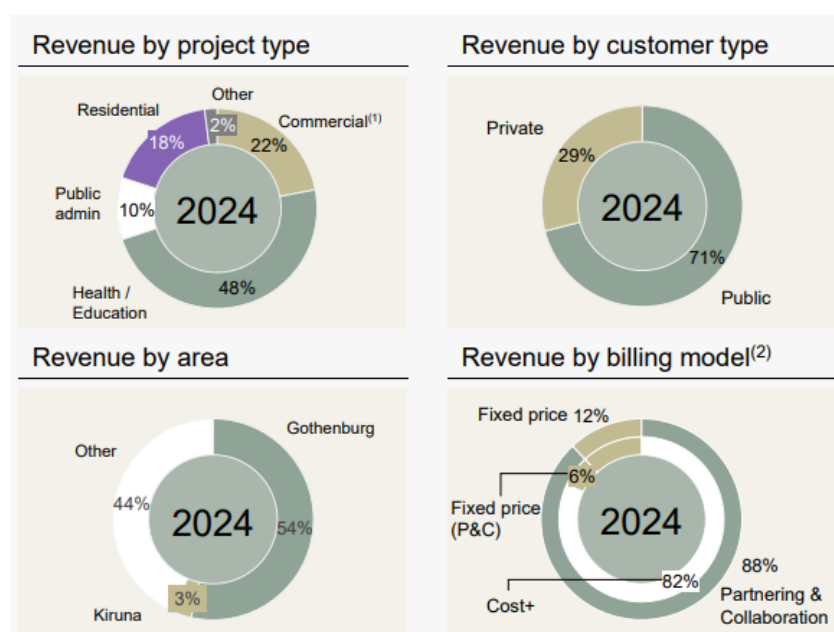 Revenue by project type
Other
Residential
Commercial(1)
2%
18%
22%
Public
admin
10%
2024
48%
Health /
Education
Revenue by customer type
Private
29%
2024
71%
Public
Revenue by area
Gothenburg
Other
44%
2024
54%
3%
Kiruna
Revenue by billing model(2)
Fixed price 12%
6%
Fixed price
(P&C)
2024
88%
82%
Cost+
Partnering &
Collaboration